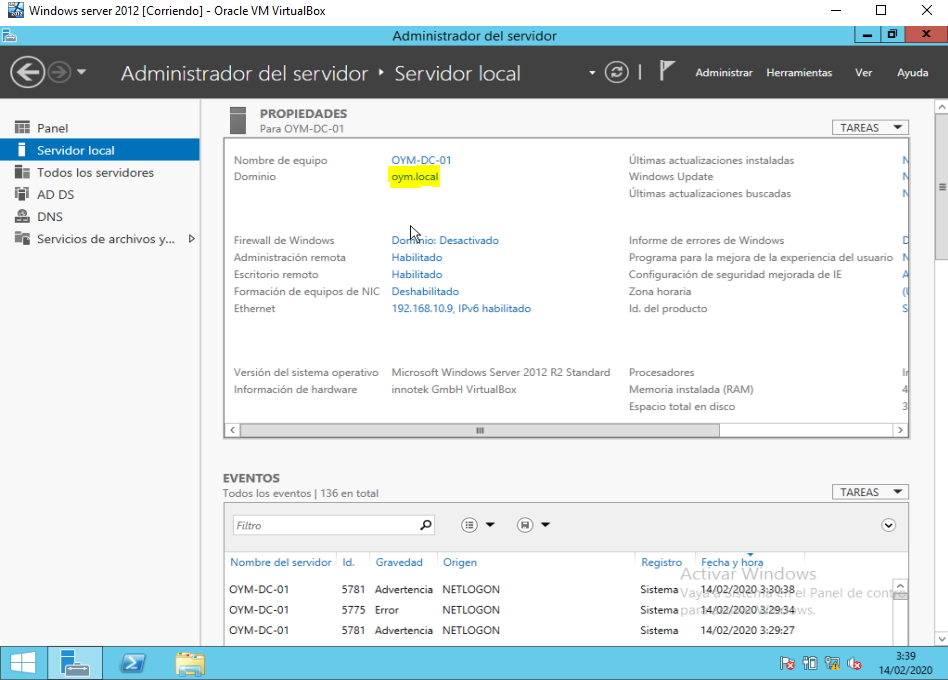 Windows server 2012 [Corriendo] - Oracle VM VirtualBox
Administrador del servidor
Administrador del servidor ‣ Servidor local
Administrar Herramientas Ver Ayuda
Panel
Servidor local
Todos los servidores
AD DS
DNS
Servicios de archivos y...
PROPIEDADES
Para OYM-DC-01
TAREAS
Nombre de equipo OYM-DC-01 Últimas actualizaciones instaladas N
Dominio oym.local Windows Update N
Últimas actualizaciones buscadas N
Firewall de Windows Dominio: Desactivado Informe de errores de Windows D
Administración remota Habilitado Programa para la mejora de la experiencia del usuario N
Escritorio remoto Habilitado Configuración de seguridad mejorada de IE A
Formación de equipos de NIC Deshabilitado Zona horaria (U
Ethernet 192.168.10.9, IPv6 habilitado Id. del producto S
Versión del sistema operativo Microsoft Windows Server 2012 R2 Standard Procesadores In
Información de hardware innotek GmbH VirtualBox Memoria instalada (RAM) 4
Espacio total en disco 3
EVENTOS
Todos los eventos | 136 en total
TAREAS
Filtro
Nombre del servidor Id. Gravedad Origen Registro Fecha y hora
OYM-DC-01 5781 Advertencia NETLOGON Sistema 14/02/2020 3:30:38
OYM-DC-01 5775 Error NETLOGON Sistema 14/02/2020 3:29:34
OYM-DC-01 5781 Advertencia NETLOGON Sistema 14/02/2020 3:29:27
Activar Windows
Vaya a Sistema en el Panel de contro
para activar Windows.
3:39
14/02/2020